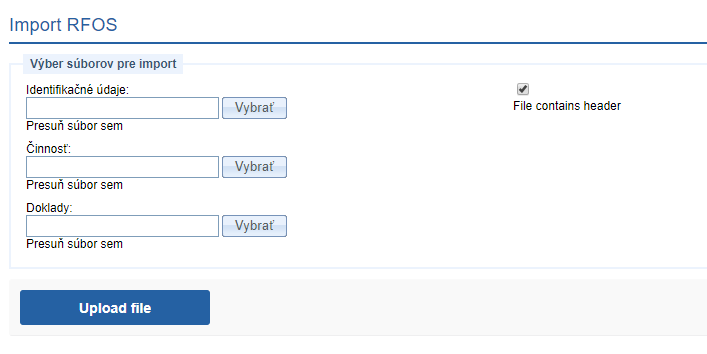 Import RFOS
Výber súborov pre import
Identifikačné údaje:
Vybrať
Presuň súbor sem
File contains header
Činnosť:
Vybrať
Presuň súbor sem
Doklady:
Vybrať
Presuň súbor sem
Upload file